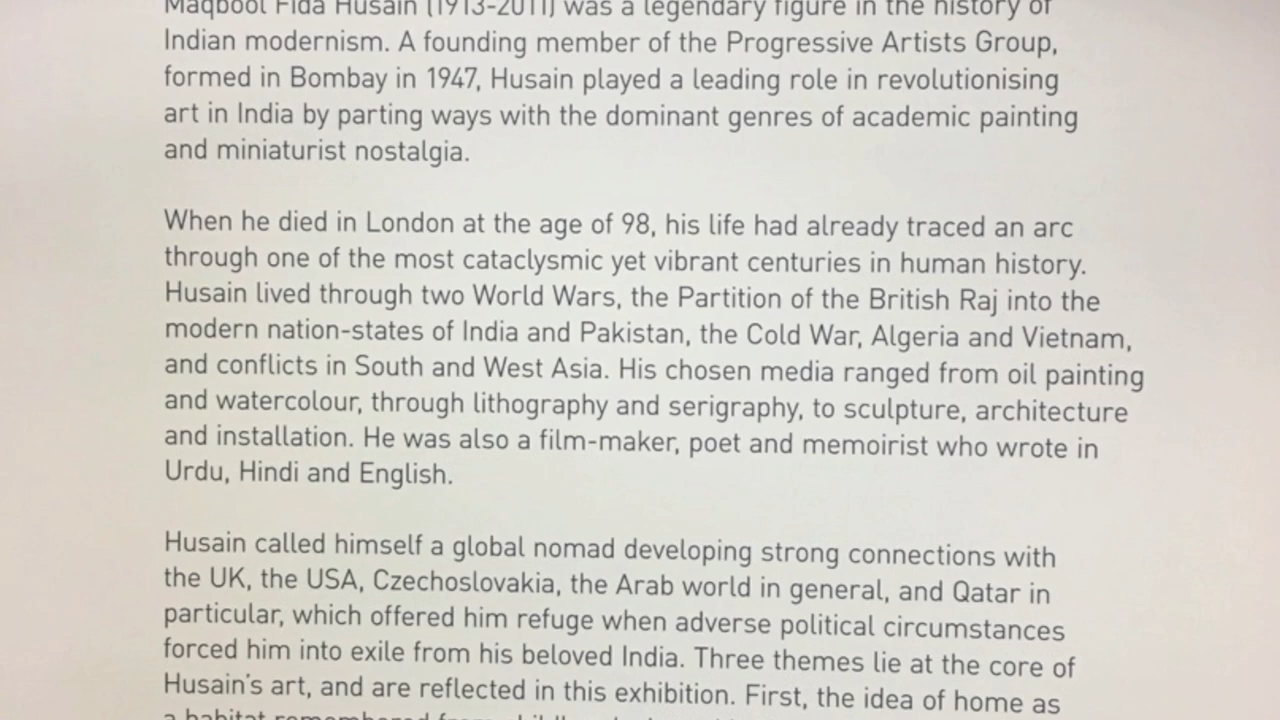 Maqbool Fida Husain (1913-2011) was a legendary figure in the history of
Indian modernism. A founding member of the Progressive Artists Group,
formed in Bombay in 1947, Husain played a leading role in revolutionising
art in India by parting ways with the dominant genres of academic painting
and miniaturist nostalgia.
When he died in London at the age of 98, his life had already traced an arc
through one of the most cataclysmic yet vibrant centuries in human history.
Husain lived through two World Wars, the Partition of the British Raj into the
modern nation-states of India and Pakistan, the Cold War, Algeria and Vietnam,
and conflicts in South and West Asia. His chosen media ranged from oil painting
and watercolour, through lithography and serigraphy, to sculpture, architecture
and installation. He was also a film-maker, poet and memoirist who wrote in
Urdu, Hindi and English.
Husain called himself a global nomad developing strong connections with
the UK, the USA, Czechoslovakia, the Arab world in general, and Qatar in
particular, which offered him refuge when adverse political circumstances
forced him into exile from his beloved India. Three themes lie at the core of
Husain's art, and are reflected in this exhibition. First, the idea of home as
a habitat remembered from